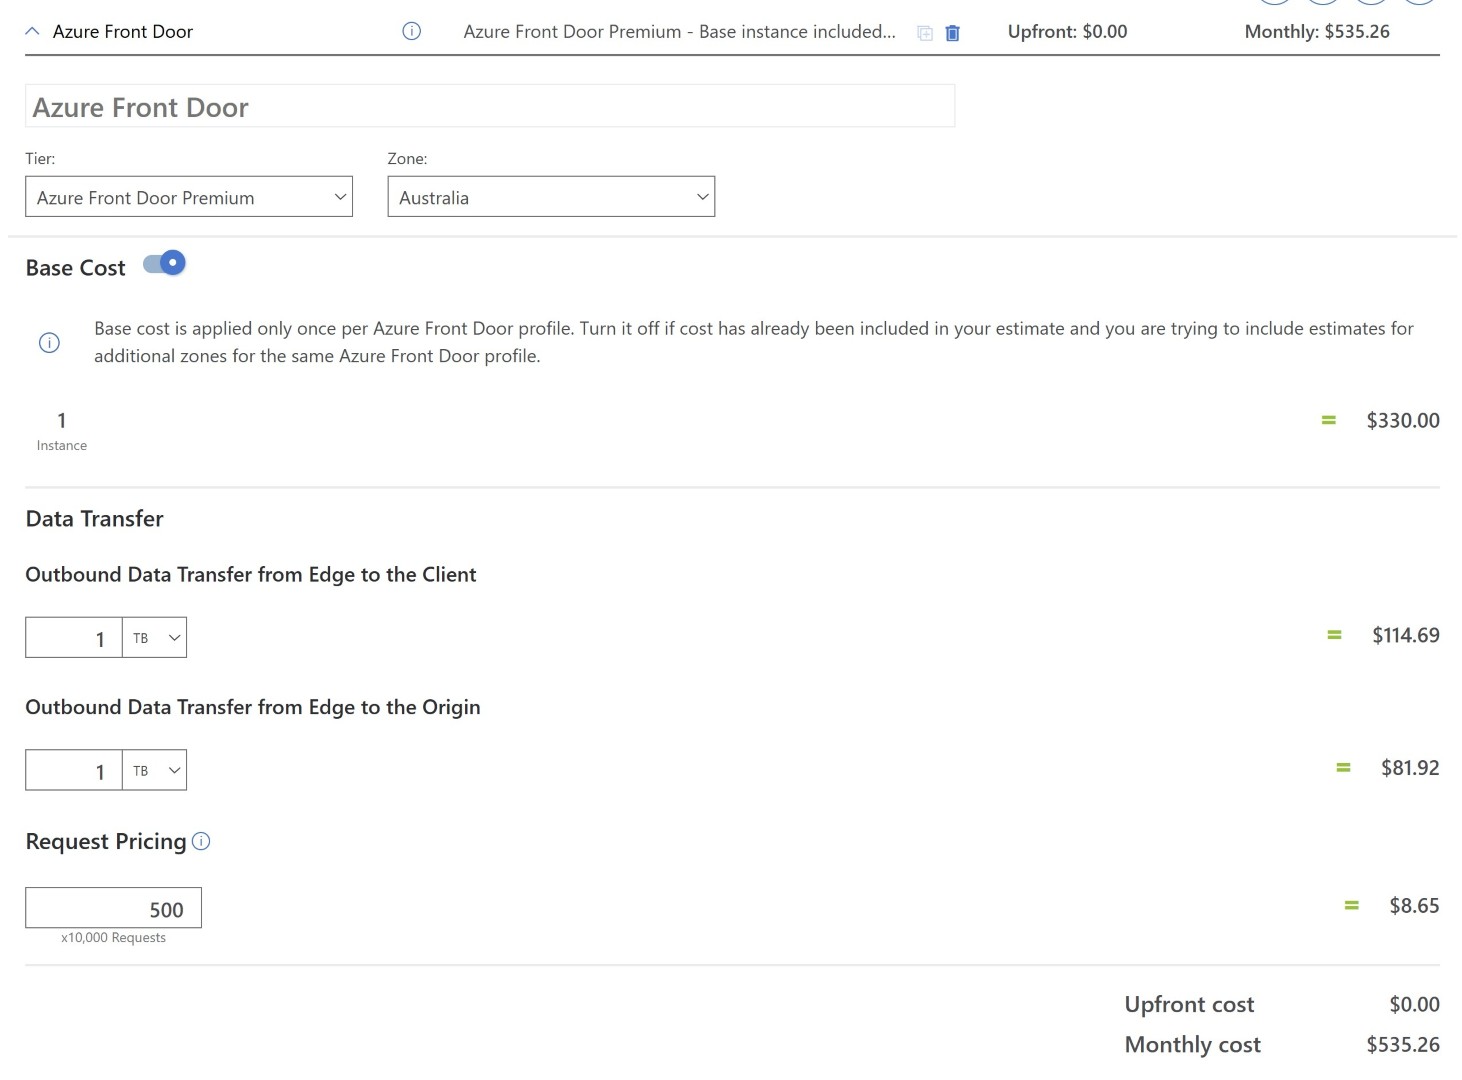 Azure Front Door
Azure Front Door Premium - Base instance included...
Upfront: $0.00
Monthly: $535.26
Azure Front Door
Tier:
Zone:
Azure Front Door Premium
Australia
Base Cost
Base cost is applied only once per Azure Front Door profile. Turn it off if cost has already been included in your estimate and you are trying to include estimates for
additional zones for the same Azure Front Door profile.
1
Instance
= $330.00
Data Transfer
Outbound Data Transfer from Edge to the Client
1 TB
= $114.69
Outbound Data Transfer from Edge to the Origin
1 TB
= $81.92
Request Pricing
500
x10,000 Requests
= $8.65
Upfront cost $0.00
Monthly cost $535.26